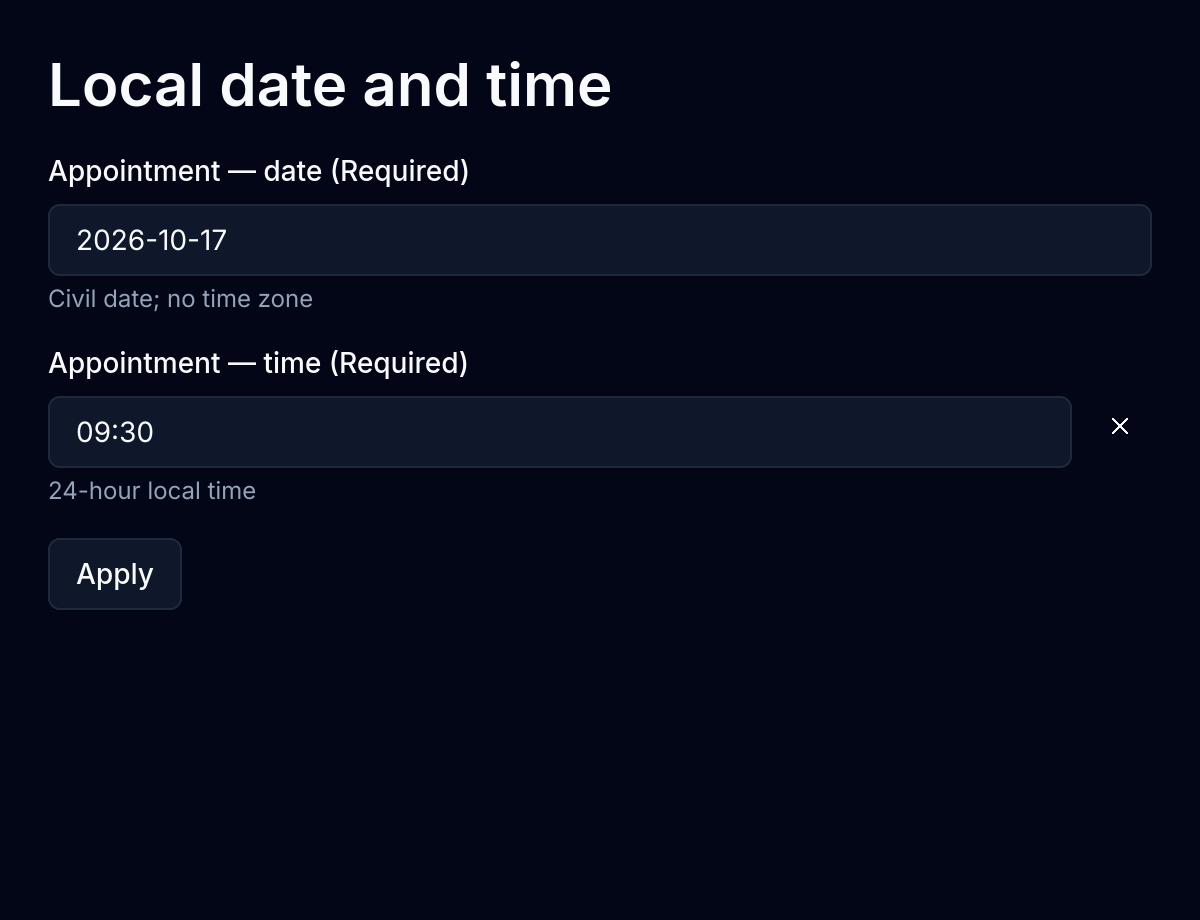 Local date and time
Appointment — date (Required)
2026-10-17
Civil date; no time zone
Appointment — time (Required)
09:30
24-hour local time
Apply